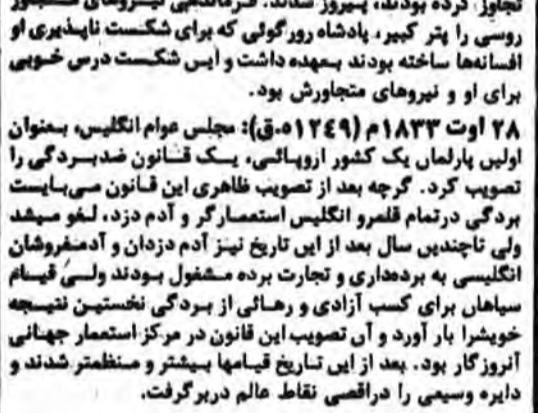 تجاوز کرده بودند، پیروز شدند. فرماندهی نیروهای متجاوز
روسی را پتر کبیر، پادشاه زورگوئی که برای شکست ناپذیری او
افسانه‌ها ساخته بودند بعهده داشت و این شکست درس خوبی
برای او و نیروهای متجاورش بود.
۲۸ اوت ۱۸۳۳م (۱۲۴۹ه.ق): مجلس عوام انگلیس، بعنوان
اولین پارلمان یک کشور اروپائی، یک قانون ضدبردگی را
تصویب کرد. گرچه بعد از تصویب ظاهری این قانون می‌بایست
بردگی درتمام قلمرو انگلیس استعمارگر و آدم دزد، لغو میشد
ولی تاچندین سال بعد از این تاریخ نیز آدم دزدان و آدمفروشان
انگلیسی به برده‌داری و تجارت برده مشغول بودند ولی قیام
سیاهان برای کسب آزادی و رهائی از بردگی نخستین نتیجه
خویشرا بار آورد و آن تصویب این قانون در مرکز استعمار جهانی
آنروزگار بود. بعد از این تاریخ قیامها بیشتر و منظمتر شدند و
دایره وسیعی را دراقصی نقاط عالم دربرگرفت.